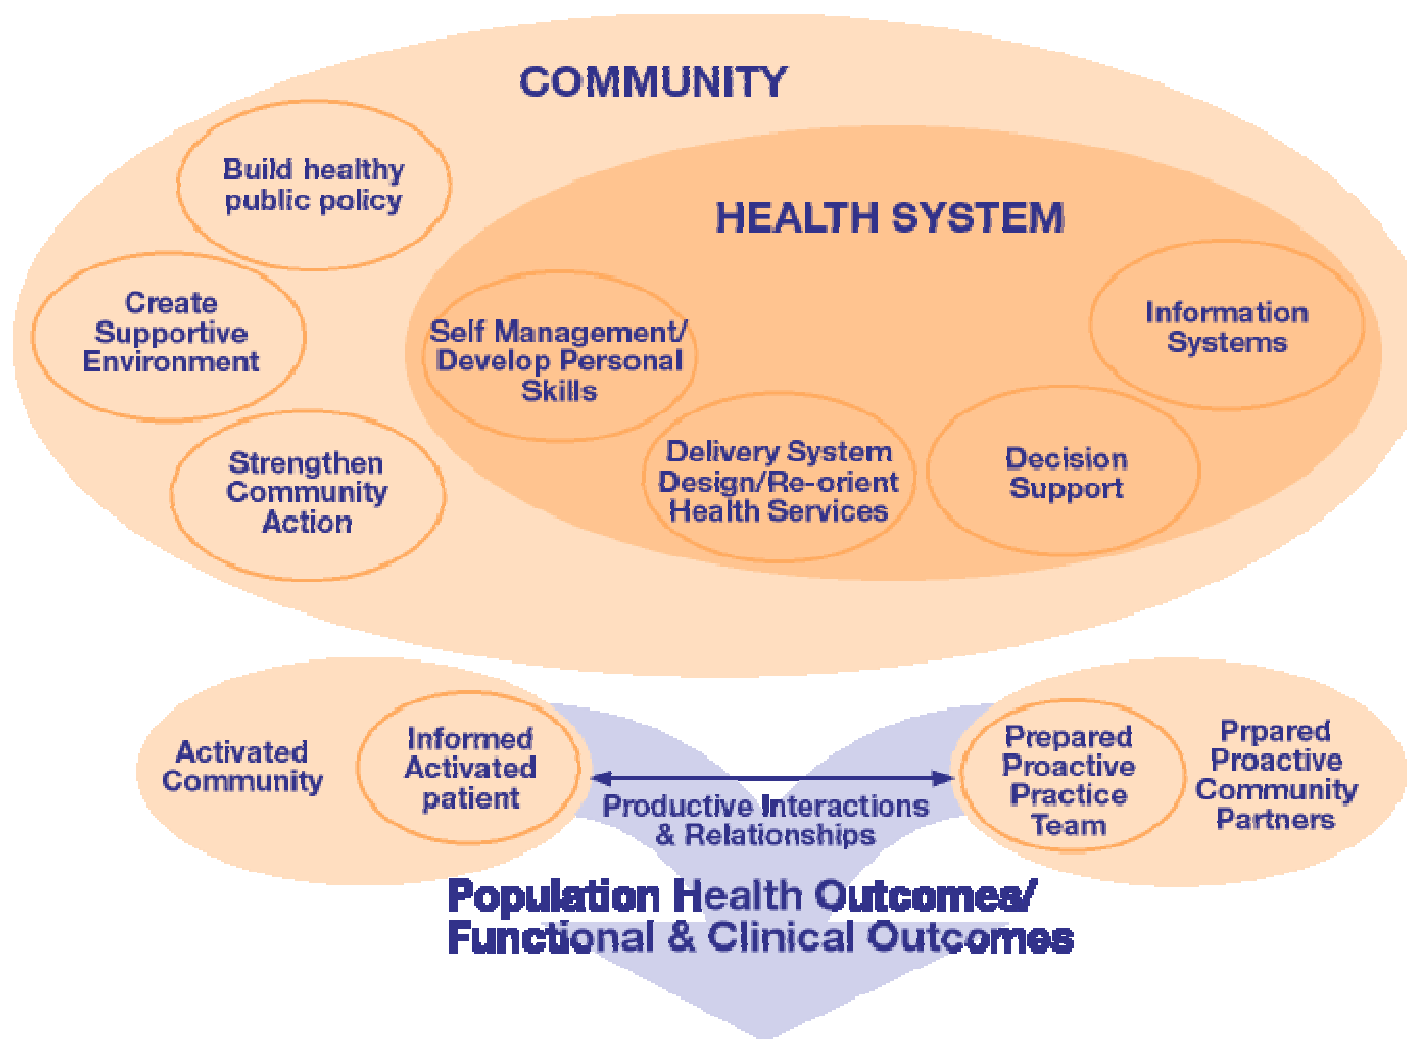 COMMUNITY
Build healthy
public policy
HEALTH SYSTEM
Create
Supportive
Environment
Self Management/
Develop Personal
Skills
Information
Systems
Strengthen
Community
Action
Delivery System
Design/Re-orient
Health Services
Decision
Support
Activated
Community
Informed
Activated
patient
Productive Interactions
& Relationships
Prepared
Proactive
Practice
Team
Prpared
Proactive
Community
Partners
Population Health Outcomes/
Functional & Clinical Outcomes